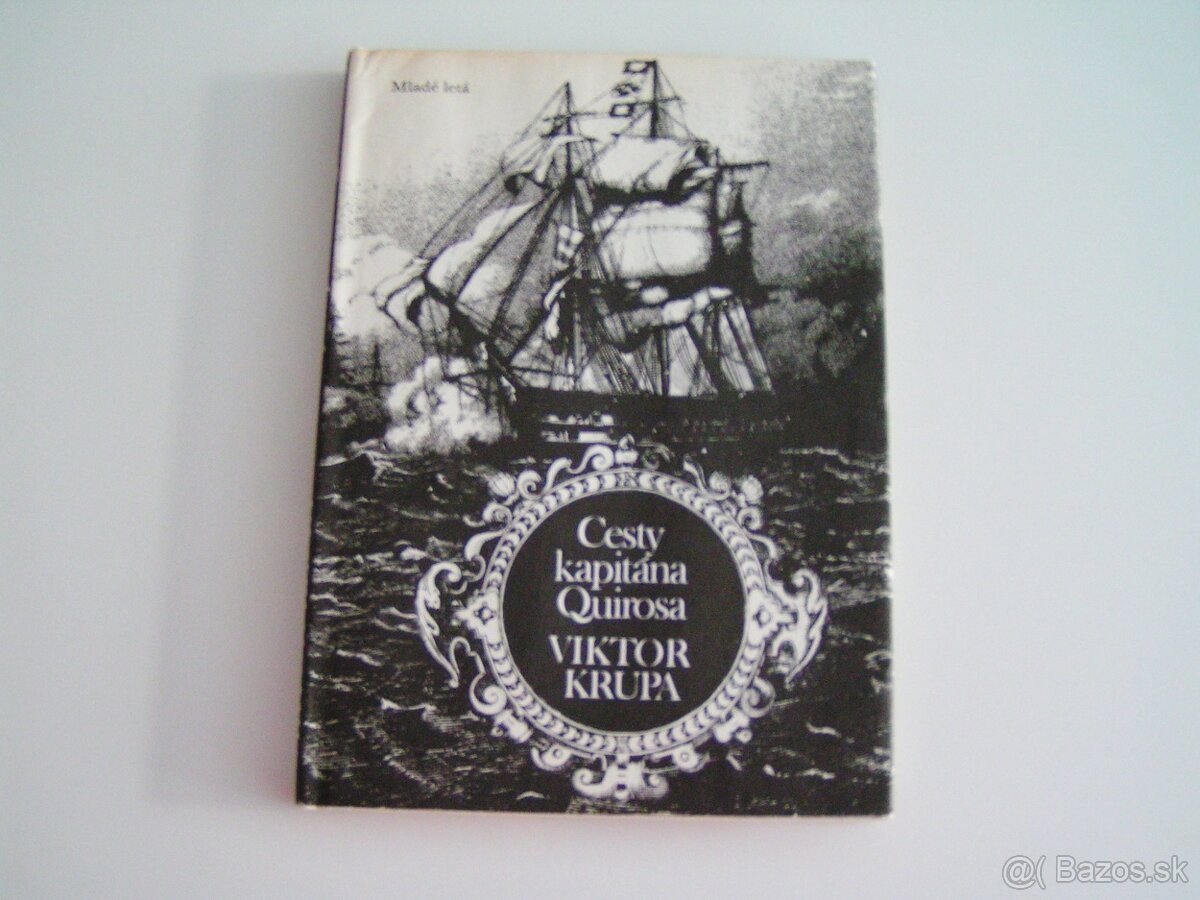 Mladé letá
Cesty
kapitána
Quirosa
VIKTOR
KRUPA
@( Bazos.sk